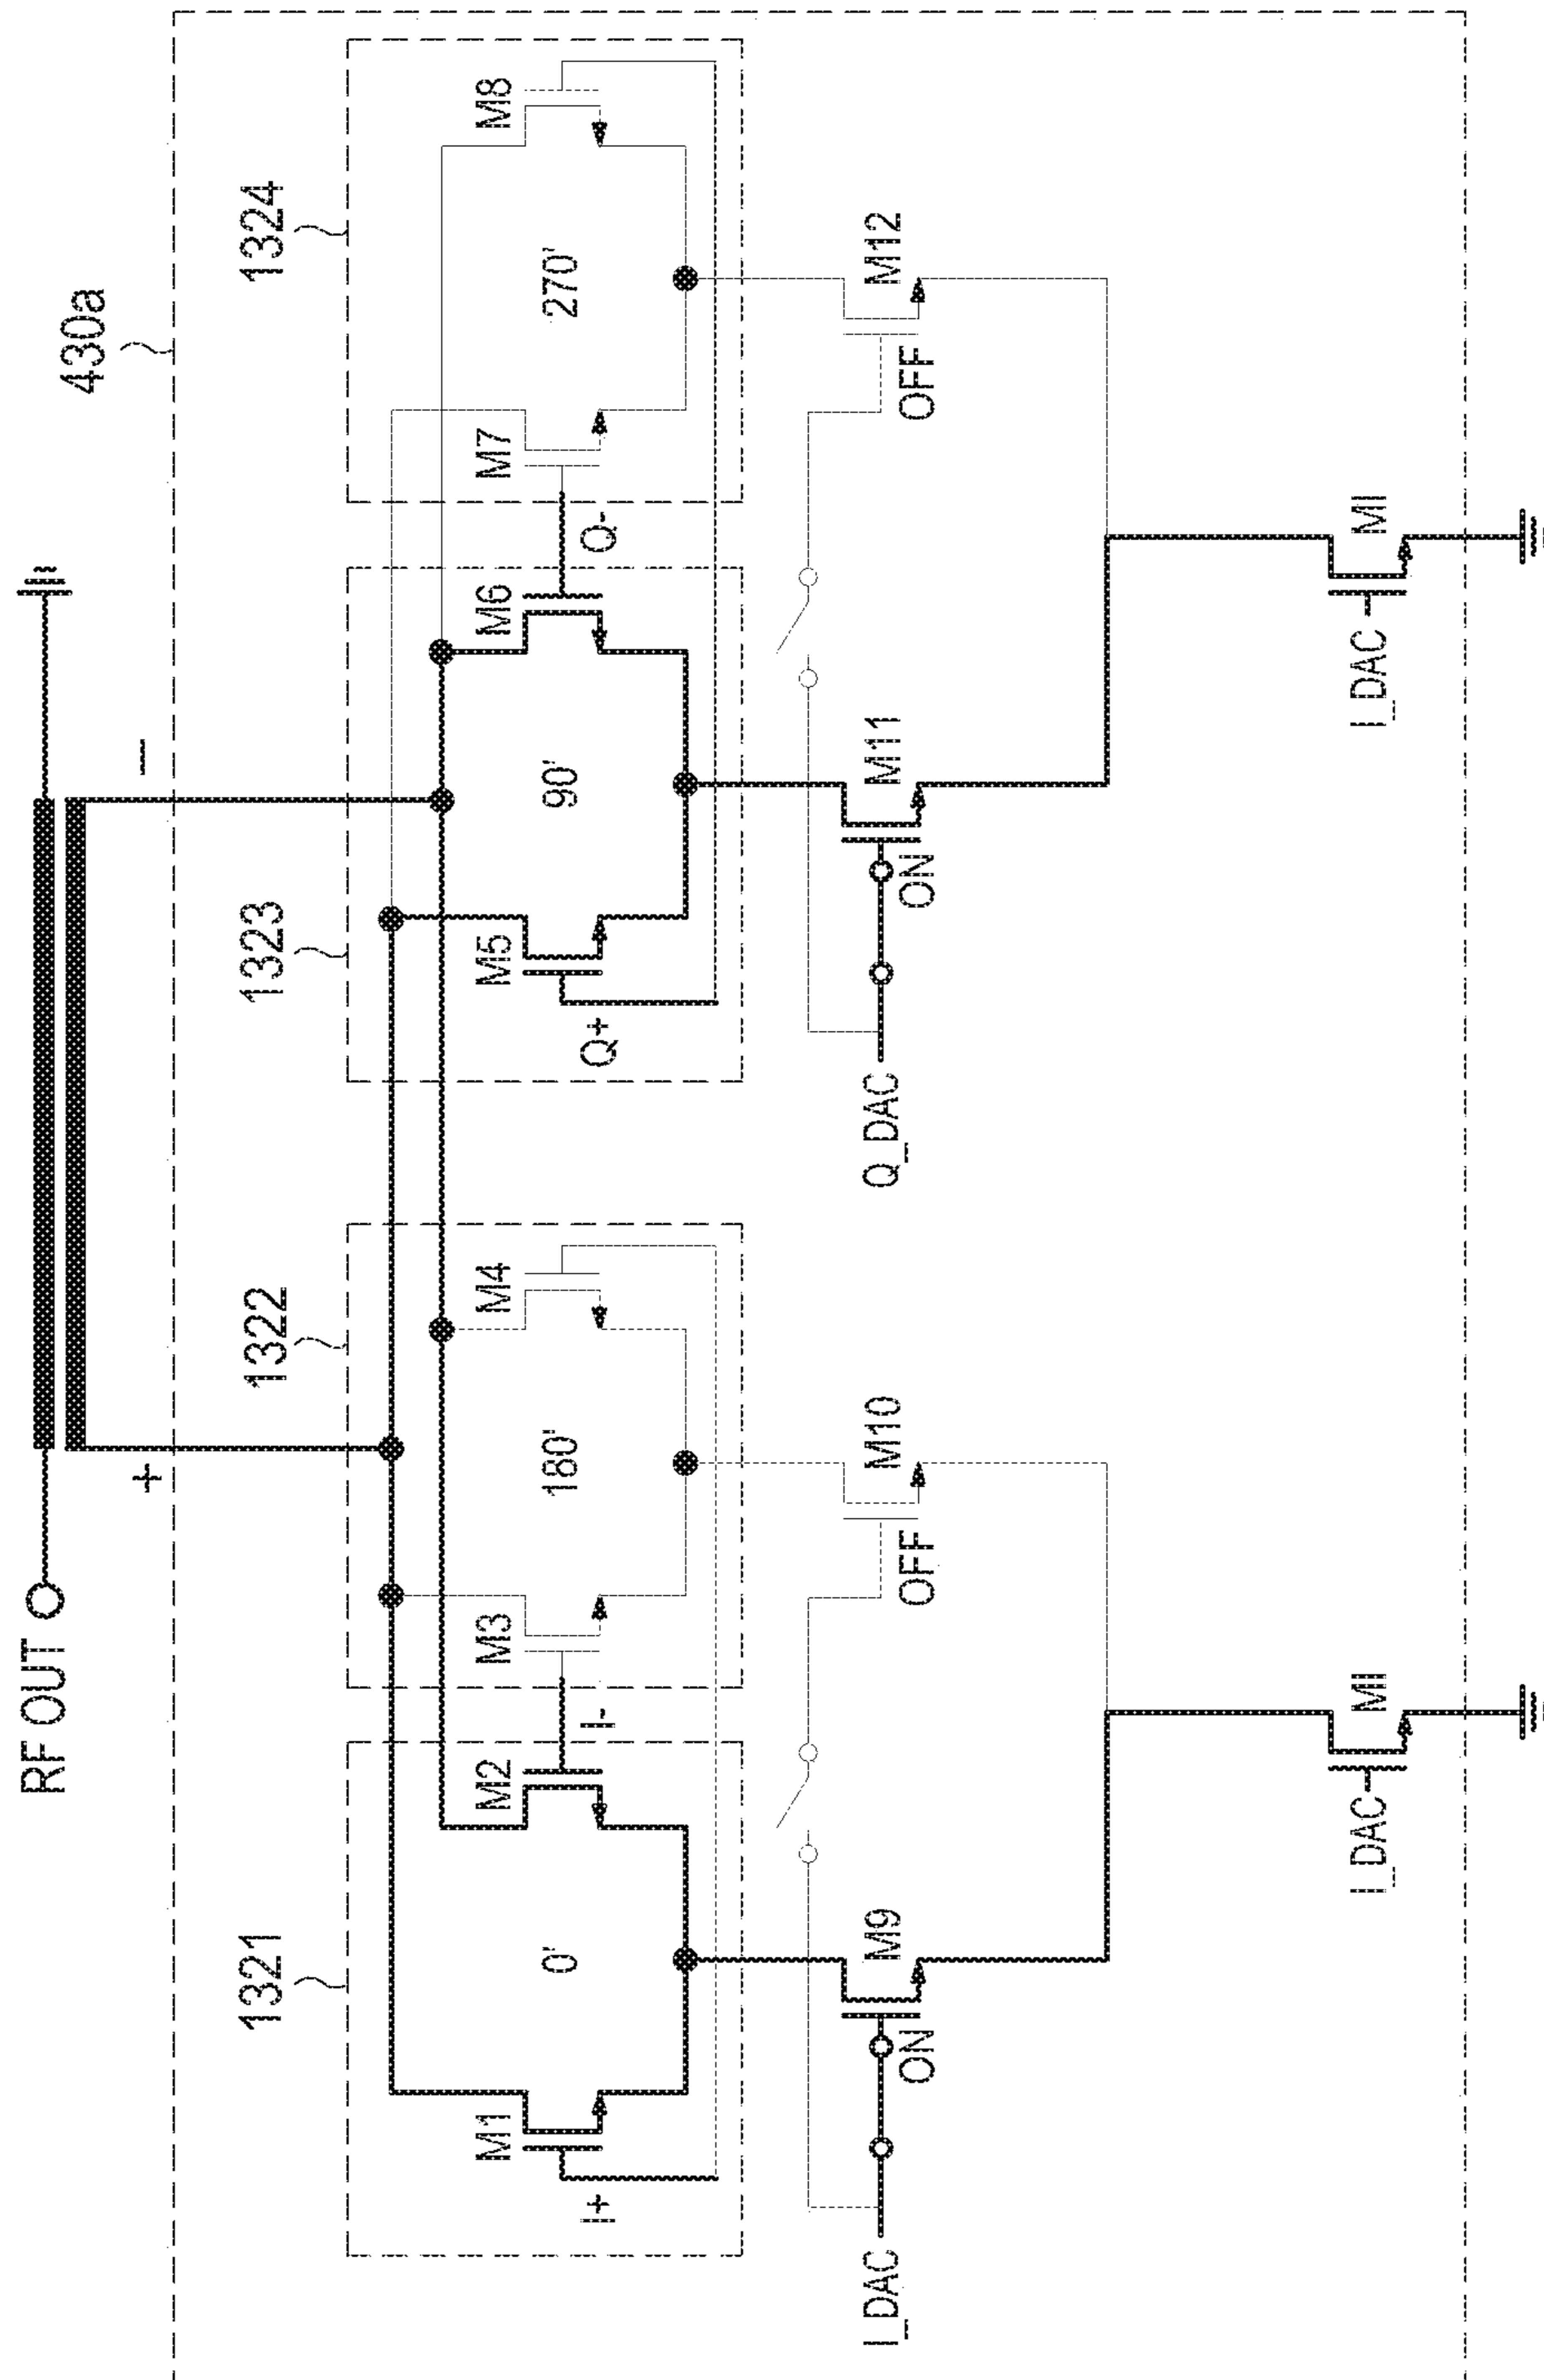 RF OUT
+
−
430a
1321
1322
1323
1324
M1
M2
M3
M4
M5
M6
M7
M8
0'
180'
90'
270'
I+
I-
Q+
Q-
M9
M10
M11
M12
ON
OFF
ON
OFF
I_DAC
Q_DAC
I_DAC
MI
I_DAC
MI